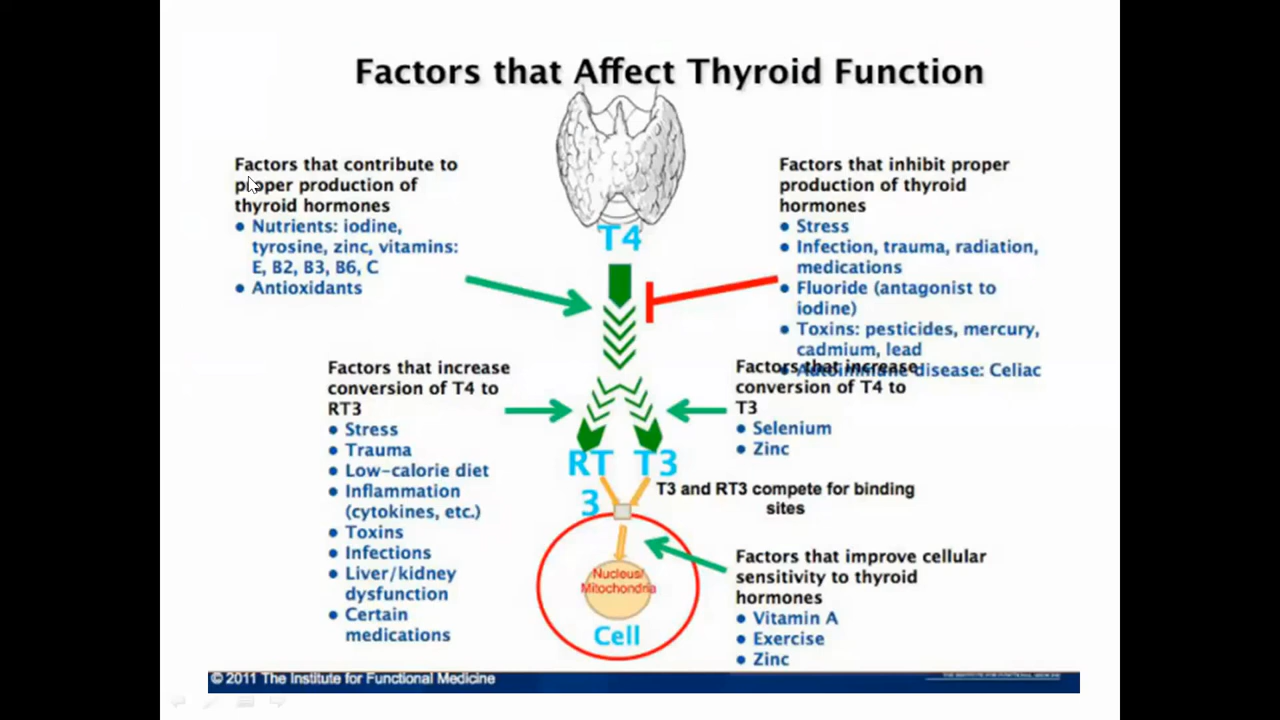 Factors that Affect Thyroid Function
Factors that contribute to
proper production of
thyroid hormones
● Nutrients: iodine,
tyrosine, zinc, vitamins:
E, B2, B3, B6, C
● Antioxidants
Factors that inhibit proper
production of thyroid
hormones
● Stress
● Infection, trauma, radiation,
medications
● Fluoride (antagonist to
iodine)
● Toxins: pesticides, mercury,
cadmium, lead
● Autoimmune disease: Celiac
T4
Factors that increase
conversion of T4 to
RT3
● Stress
● Trauma
● Low-calorie diet
● Inflammation
(cytokines, etc.)
● Toxins
● Infections
● Liver/kidney
dysfunction
● Certain
medications
Factors that increase
conversion of T4 to
T3
● Selenium
● Zinc
RT
3
T3
T3 and RT3 compete for binding
sites
Factors that improve cellular
sensitivity to thyroid
hormones
● Vitamin A
● Exercise
● Zinc
Nucleus/
Mitochondria
Cell
© 2011 The Institute for Functional Medicine
THE INSTITUTE FOR FUNCTIONAL MEDICINE